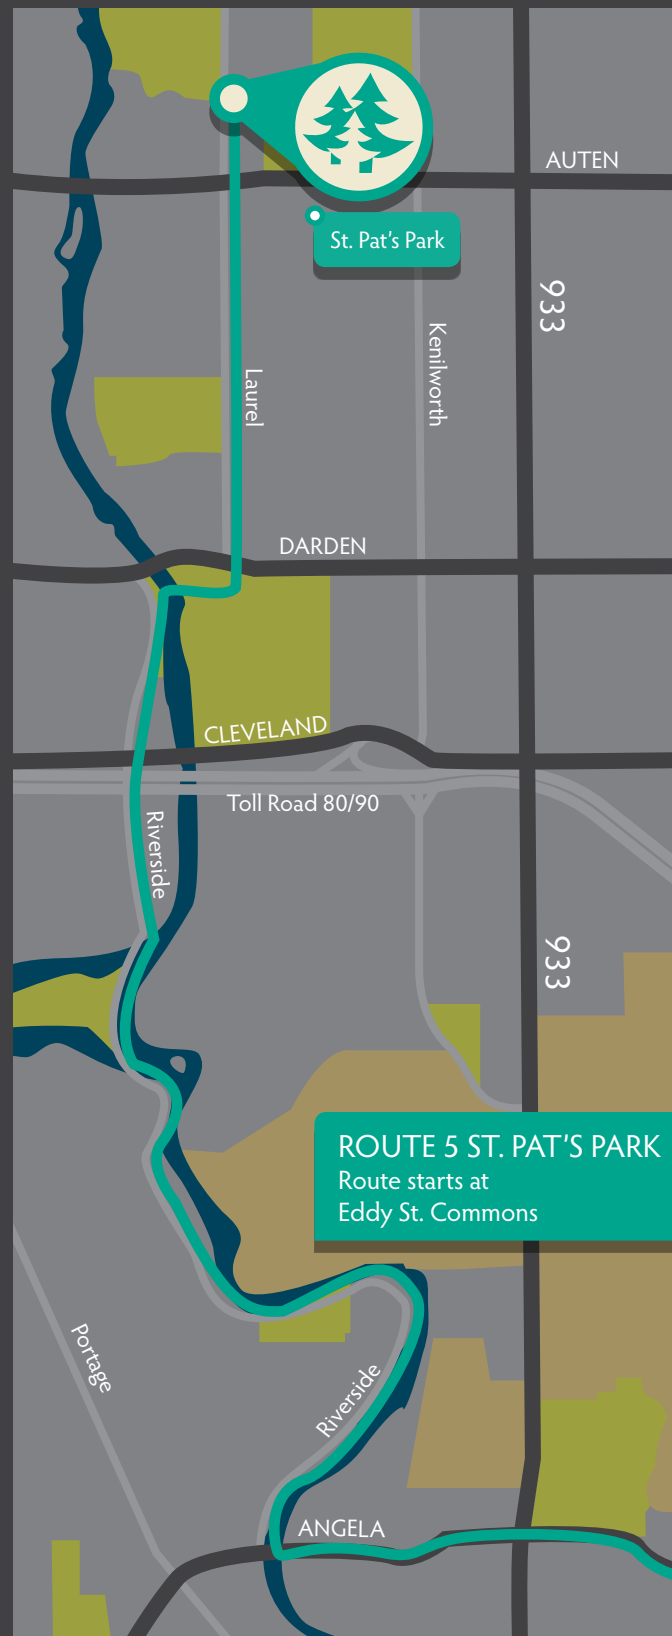 AUTEN
St. Pat's Park
933
Kenilworth
Laurel
DARDEN
CLEVELAND
Toll Road 80/90
Riverside
933
ROUTE 5 ST. PAT'S PARK
Route starts at
Eddy St. Commons
Portage
Riverside
ANGELA